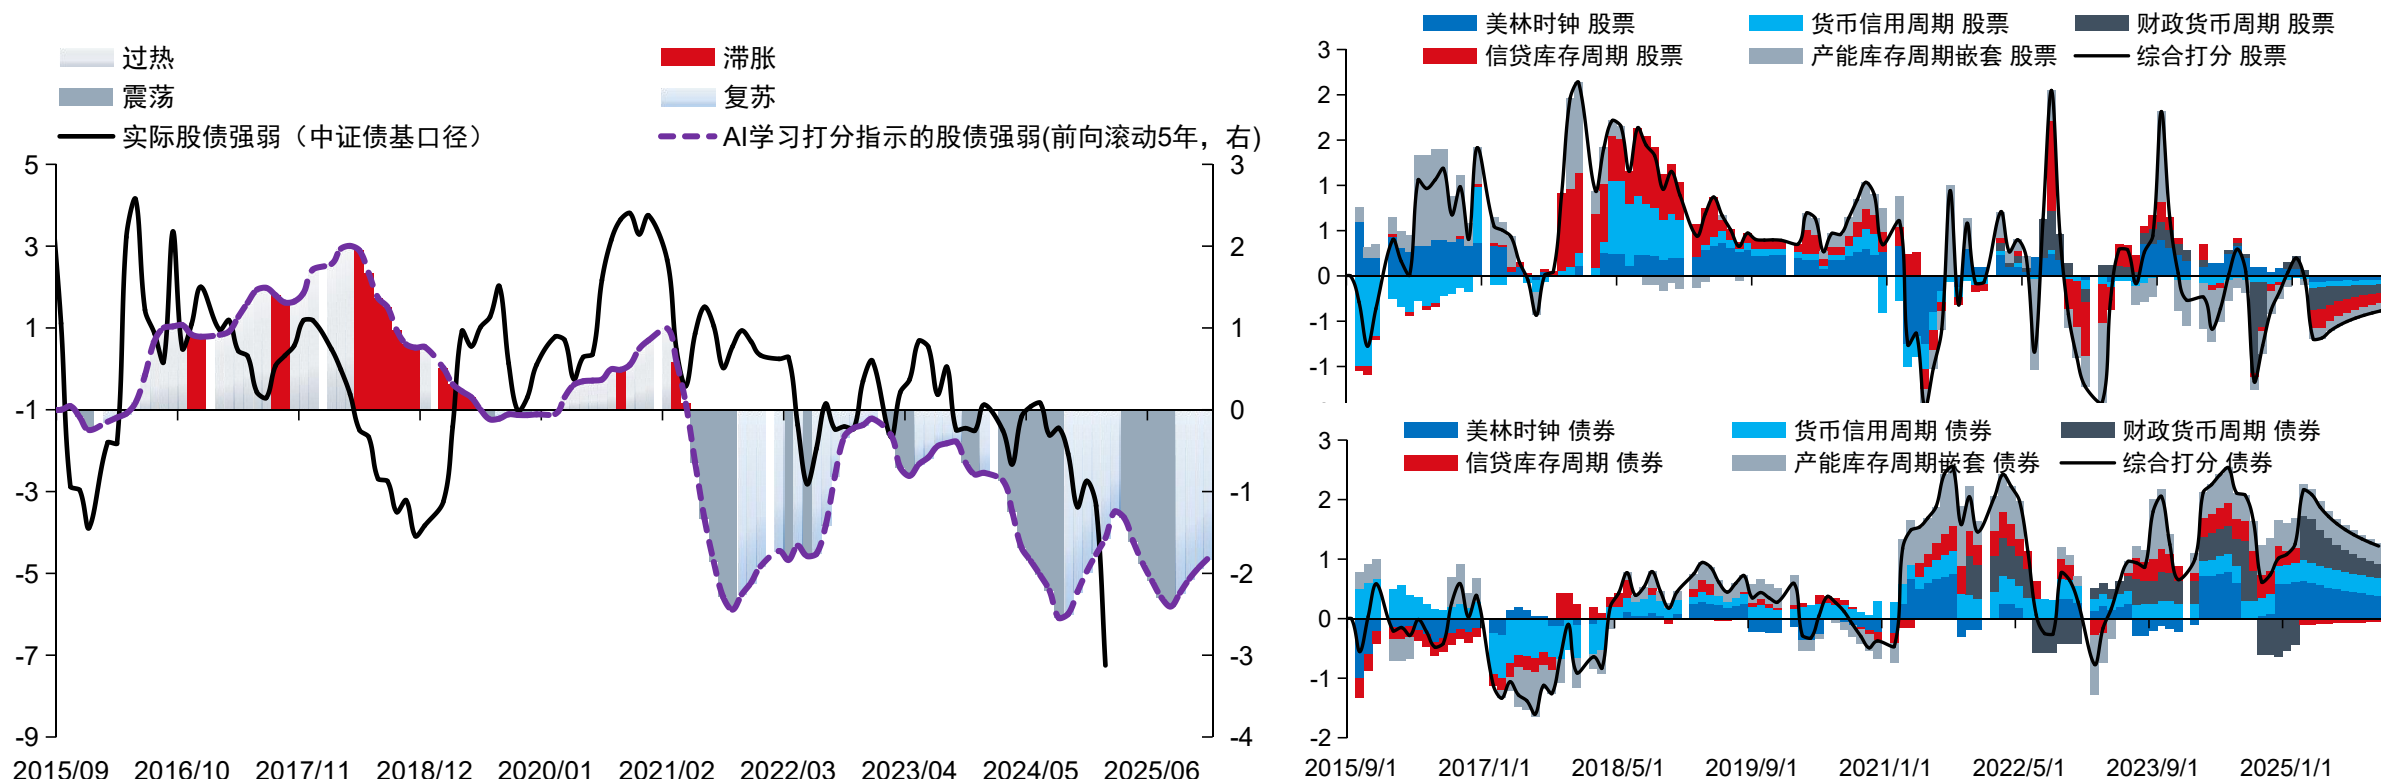 过热 滞胀
震荡 复苏
实际股债强弱（中证债基口径） AI学习打分指示的股债强弱(前向滚动5年，右)
5 3
3 2
1 1
-1 0
-3 -1
-5 -2
-7 -3
-9 -4
2015/09 2016/10 2017/11 2018/12 2020/01 2021/02 2022/03 2023/04 2024/05 2025/06
美林时钟 股票 货币信用周期 股票 财政货币周期 股票
信贷库存周期 股票 产能库存周期嵌套 股票 综合打分 股票
3
2
2
1
1
0
-1
-1
美林时钟 债券 货币信用周期 债券 财政货币周期 债券
信贷库存周期 债券 产能库存周期嵌套 债券 综合打分 债券
3
2
1
0
-1
-2
2015/9/1 2017/1/1 2018/5/1 2019/9/1 2021/1/1 2022/5/1 2023/9/1 2025/1/1